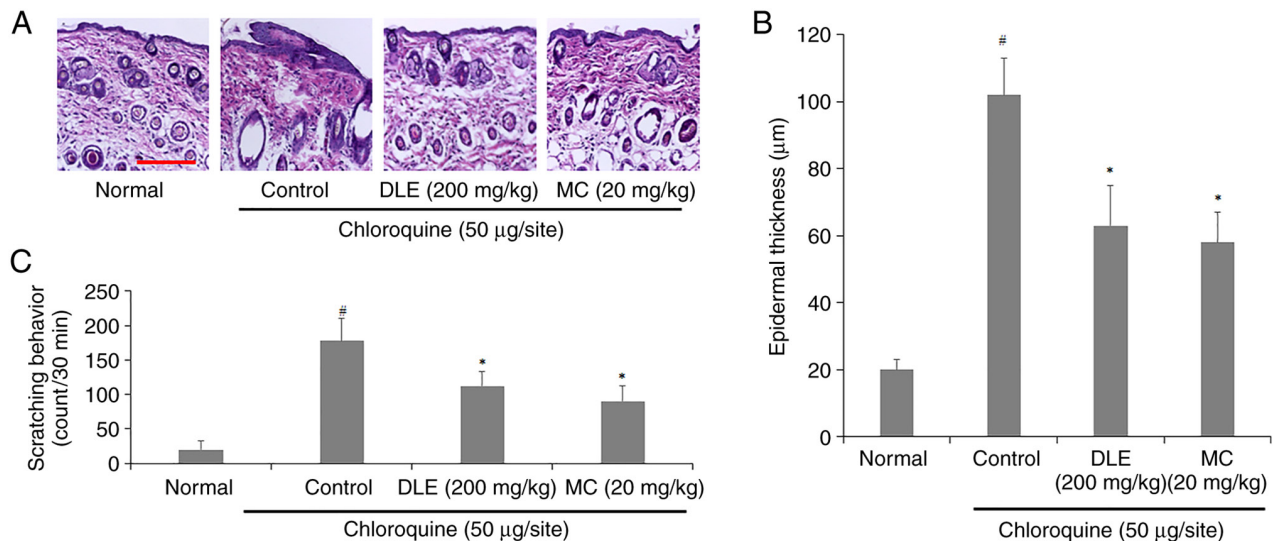 A
Normal
Control
DLE (200 mg/kg)
MC (20 mg/kg)
Chloroquine (50 µg/site)
B
Epidermal thickness (µm)
120
100
80
60
40
20
0
#
*
*
Normal
Control
DLE
(200 mg/kg)
MC
(20 mg/kg)
Chloroquine (50 µg/site)
C
Scratching behavior
(count/30 min)
250
200
150
100
50
0
#
*
*
Normal
Control
DLE (200 mg/kg)
MC (20 mg/kg)
Chloroquine (50 µg/site)